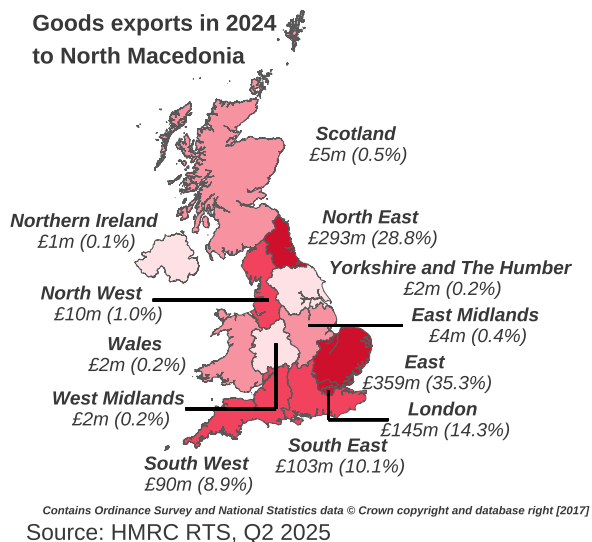 Goods exports in 2024
to North Macedonia
Scotland
£5m (0.5%)
Northern Ireland
£1m (0.1%)
North East
£293m (28.8%)
Yorkshire and The Humber
£2m (0.2%)
North West
£10m (1.0%)
East Midlands
£4m (0.4%)
Wales
£2m (0.2%)
East
£359m (35.3%)
West Midlands
£2m (0.2%)
London
£145m (14.3%)
South East
£103m (10.1%)
South West
£90m (8.9%)
Contains Ordinance Survey and National Statistics data © Crown copyright and database right [2017]
Source: HMRC RTS, Q2 2025